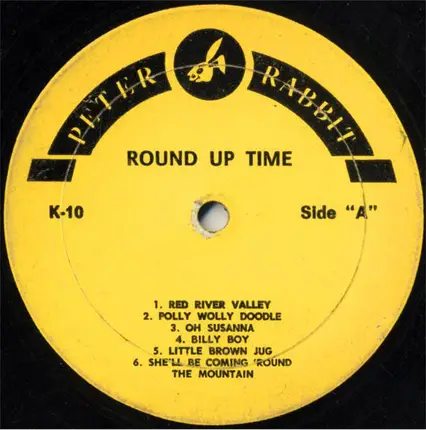 PETER RABBIT
ROUND UP TIME
K-10
Side "A"
1. RED RIVER VALLEY
2. POLLY WOLLY DOODLE
3. OH SUSANNA
4. BILLY BOY
5. LITTLE BROWN JUG
6. SHE'LL BE COMING 'ROUND
THE MOUNTAIN